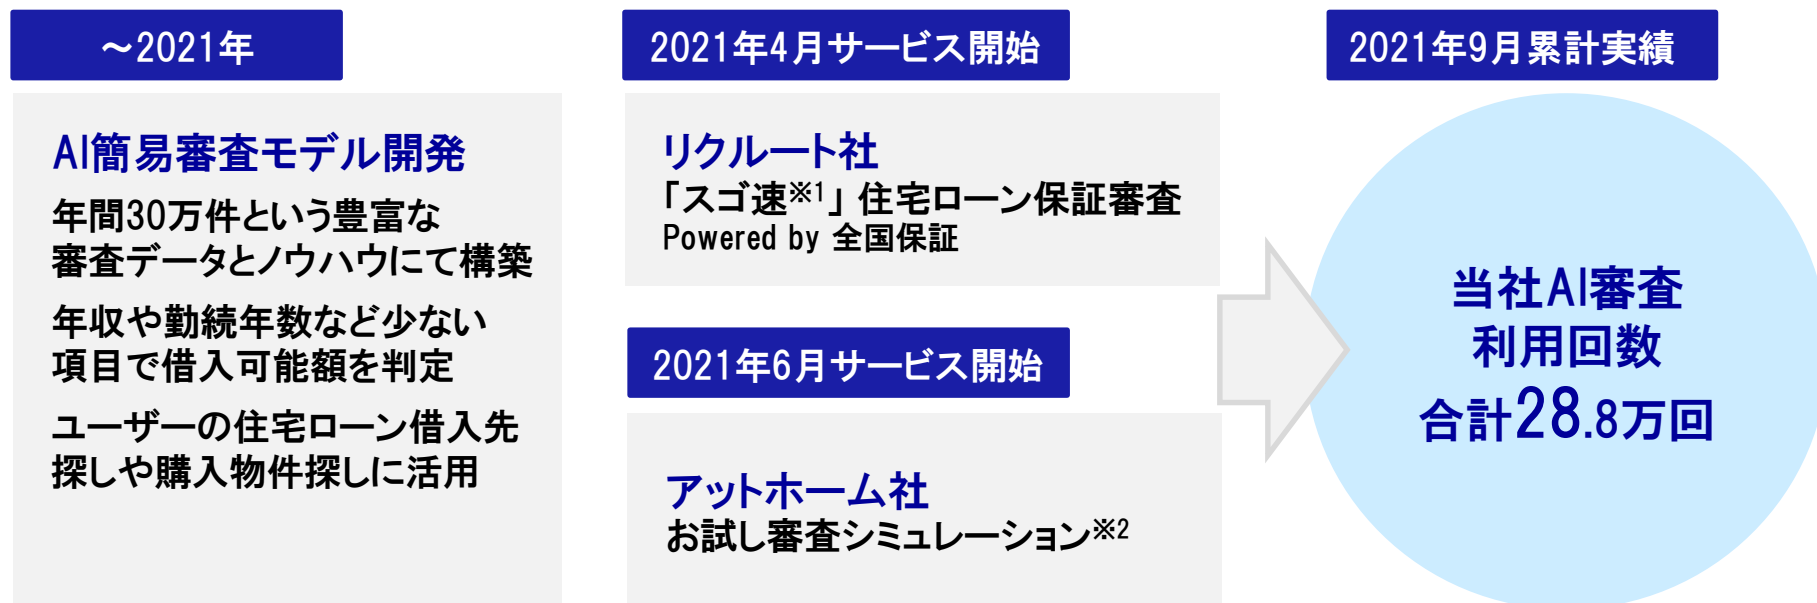 ～2021年
AI簡易審査モデル開発
年間30万件という豊富な
審査データとノウハウにて構築
年収や勤続年数など少ない
項目で借入可能額を判定
ユーザーの住宅ローン借入先
探しや購入物件探しに活用
2021年4月サービス開始
リクルート社
「スゴ速※1」住宅ローン保証審査
Powered by 全国保証
2021年6月サービス開始
アットホーム社
お試し審査シミュレーション※2
2021年9月累計実績
当社AI審査
利用回数
合計28.8万回